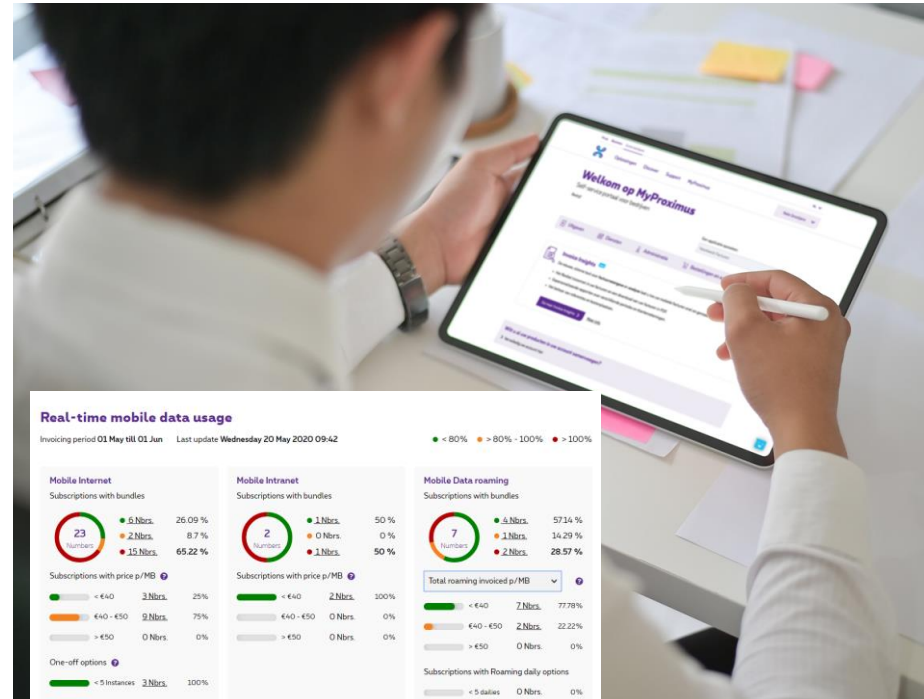 Welkom op MyProximus
Self-service portaal voor bedrijven
Invoice Insights
Real-time mobile data usage
Invoicing period 01 May till 01 Jun Last update Wednesday 20 May 2020 09:42 < 80% > 80% - 100% > 100%
Mobile Internet
Subscriptions with bundles
23 Numbers
6 Nbrs. 26.09 %
2 Nbrs. 8.7 %
15 Nbrs. 65.22 %
Subscriptions with price p/MB ?
< €40 3 Nbrs. 25%
€40 - €50 9 Nbrs. 75%
> €50 0 Nbrs. 0%
One-off options ?
< 5 Instances 3 Nbrs. 100%
Mobile Intranet
Subscriptions with bundles
2 Numbers
1 Nbrs. 50 %
0 Nbrs. 0 %
1 Nbrs. 50 %
Subscriptions with price p/MB ?
< €40 2 Nbrs. 100%
€40 - €50 0 Nbrs. 0%
> €50 0 Nbrs. 0%
Mobile Data roaming
Subscriptions with bundles
7 Numbers
4 Nbrs. 57.14 %
1 Nbrs. 14.29 %
2 Nbrs. 28.57 %
Total roaming invoiced p/MB ?
< €40 7 Nbrs. 77.78%
€40 - €50 2 Nbrs. 22.22%
> €50 0 Nbrs. 0%
Subscriptions with Roaming daily options
< 5 dailies 0 Nbrs. 0%